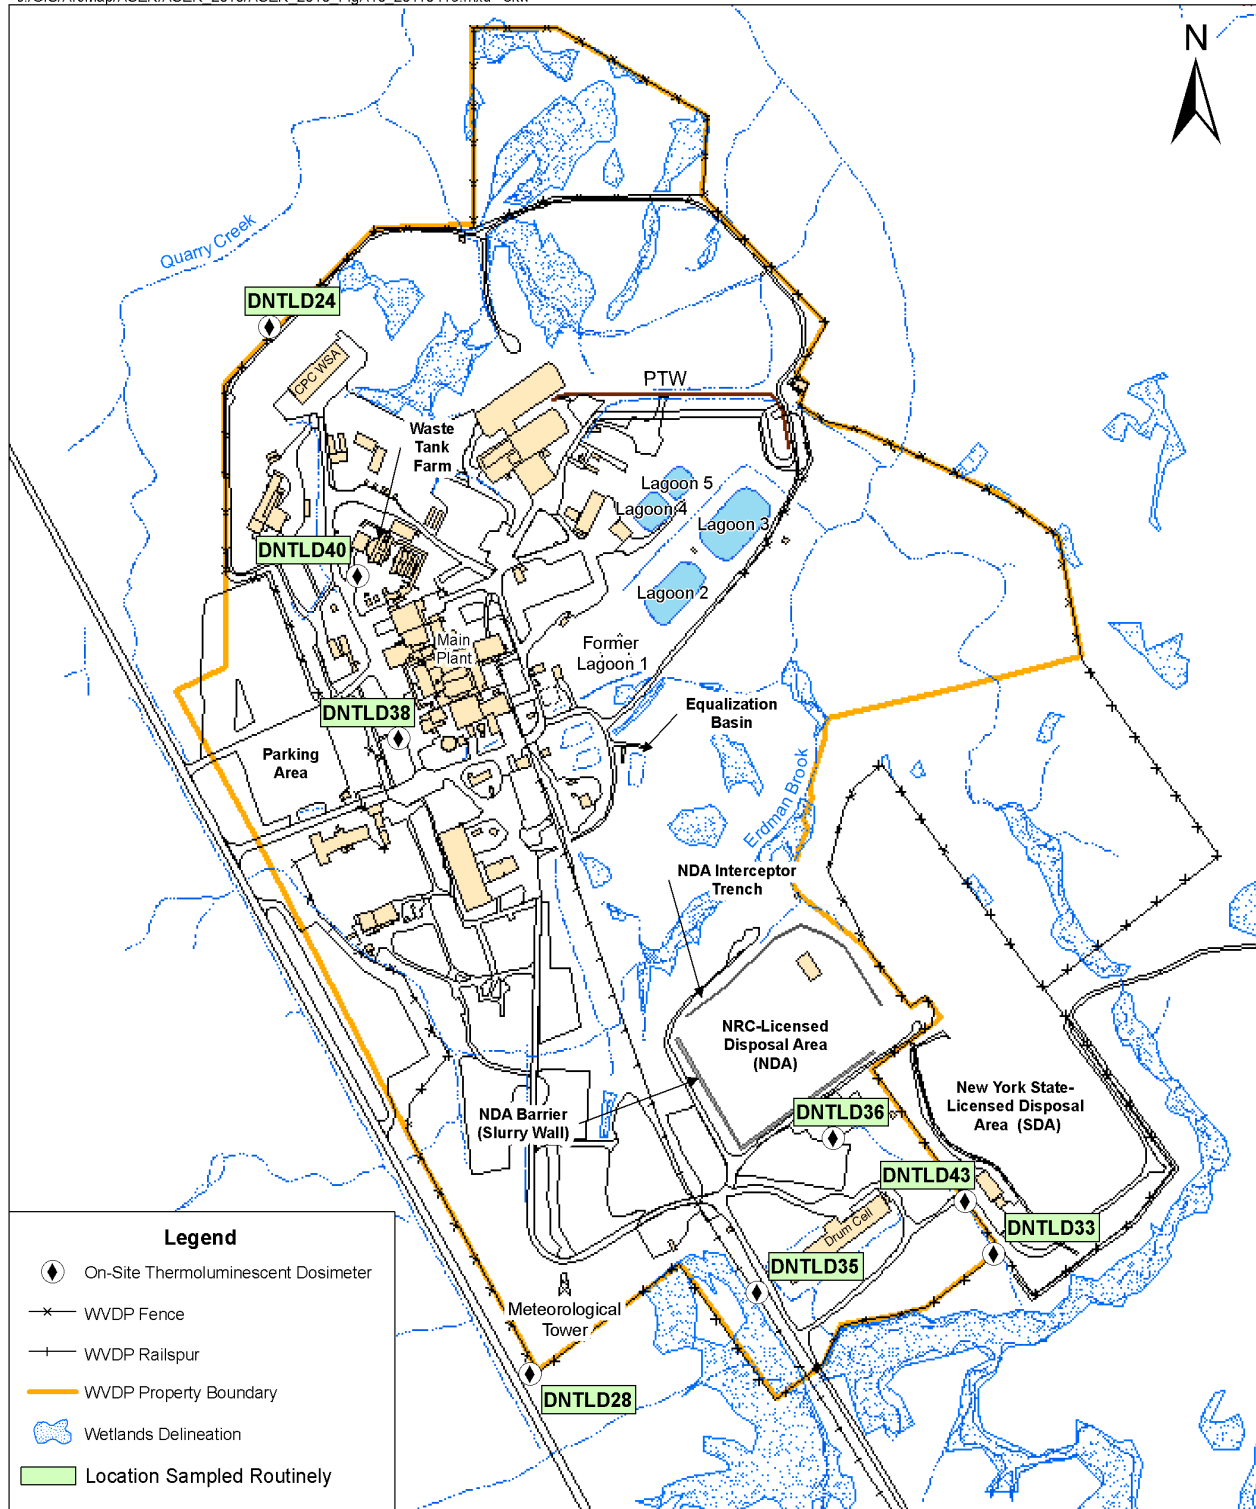 N
Quarry Creek
DNTLD24
CPC WSA
PTW
Waste
Tank
Farm
Lagoon 5
Lagoon 4
Lagoon 3
DNTLD40
Lagoon 2
Main
Plant
Former
Lagoon 1
DNTLD38
Equalization
Basin
Parking
Area
Erdman Brook
NDA Interceptor
Trench
NRC-Licensed
Disposal Area
(NDA)
New York State-
Licensed Disposal
Area (SDA)
NDA Barrier
(Slurry Wall)
DNTLD36
DNTLD43
DNTLD33
Drum Cell
DNTLD35
Meteorological
Tower
DNTLD28
Legend
On-Site Thermoluminescent Dosimeter
WVDP Fence
WVDP Railspur
WVDP Property Boundary
Wetlands Delineation
Location Sampled Routinely